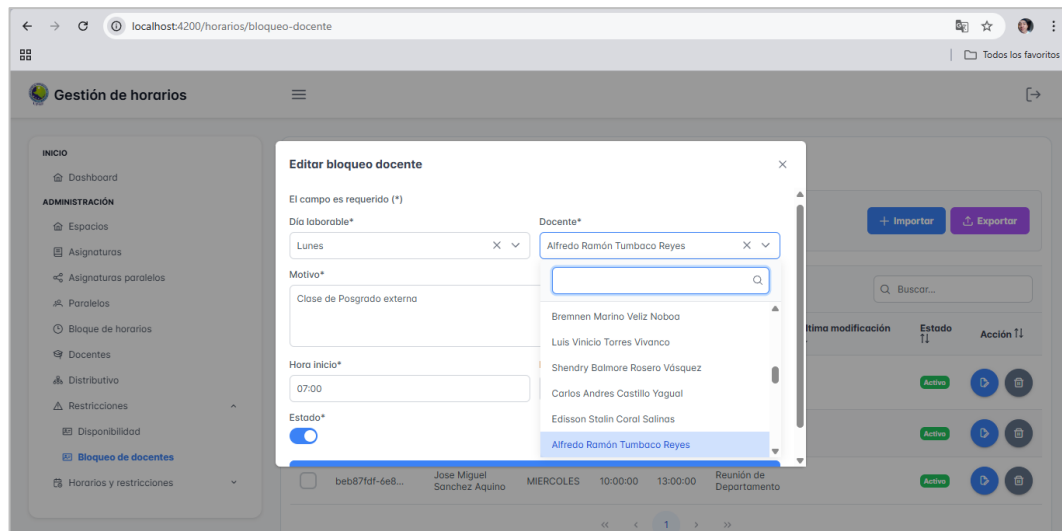 localhost:4200/horarios/bloqueo-docente
Todos los favoritos
Gestión de horarios
INICIO
Dashboard
ADMINISTRACIÓN
Espacios
Asignaturas
Asignaturas paralelos
Paralelos
Bloque de horarios
Docentes
Distributivo
Restricciones
Disponibilidad
Bloqueo de docentes
Horarios y restricciones
Editar bloqueo docente
El campo es requerido (*)
Día laborable* Docente*
Lunes Alfredo Ramón Tumbaco Reyes
Motivo*
Clase de Posgrado externa
Bremnen Marino Veliz Noboa
Luis Vinicio Torres Vivanco
Shendry Balmore Rosero Vásquez
Carlos Andres Castillo Yagual
Edisson Stalin Coral Salinas
Alfredo Ramón Tumbaco Reyes
Hora inicio*
07:00
Estado*
+ Importar Exportar
Buscar...
modificación Estado Acción
Activo
Activo
beb87fdf-6e8... Jose Miguel Sanchez Aquino MIERCOLES 10:00:00 13:00:00 Reunión de Departamento Activo
<< < 1 > >>